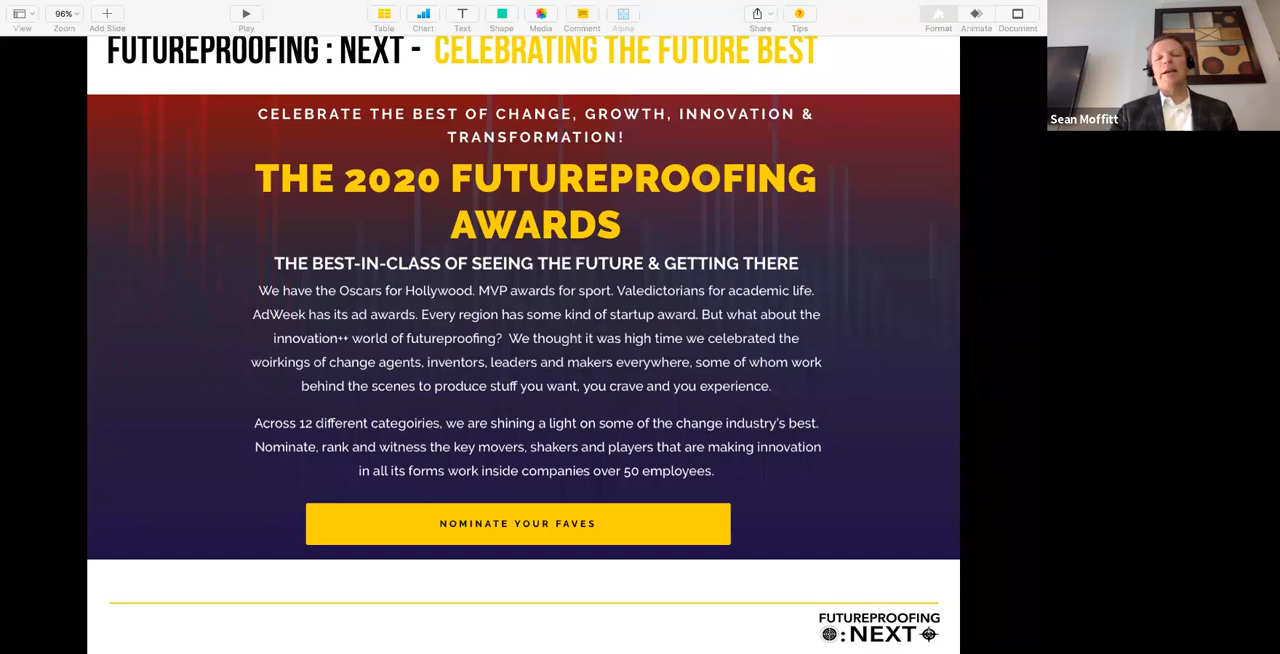 96%
View
Zoom
Add Slide
Play
Table
Chart
Text
Shape
Media
Comment
Alpha
Share
Tips
Format
Animate
Document
FUTUREPROOFING : NEXT - CELEBRATING THE FUTURE BEST
CELEBRATE THE BEST OF CHANGE, GROWTH, INNOVATION &
TRANSFORMATION!
THE 2020 FUTUREPROOFING
AWARDS
THE BEST-IN-CLASS OF SEEING THE FUTURE & GETTING THERE
We have the Oscars for Hollywood. MVP awards for sport. Valedictorians for academic life.
AdWeek has its ad awards. Every region has some kind of startup award. But what about the
innovation++ world of futureproofing? We thought it was high time we celebrated the
woirkings of change agents, inventors, leaders and makers everywhere, some of whom work
behind the scenes to produce stuff you want, you crave and you experience.
Across 12 different categoiries, we are shining a light on some of the change industry's best.
Nominate, rank and witness the key movers, shakers and players that are making innovation
in all its forms work inside companies over 50 employees.
NOMINATE YOUR FAVES
FUTUREPROOFING
: NEXT
Sean Moffitt